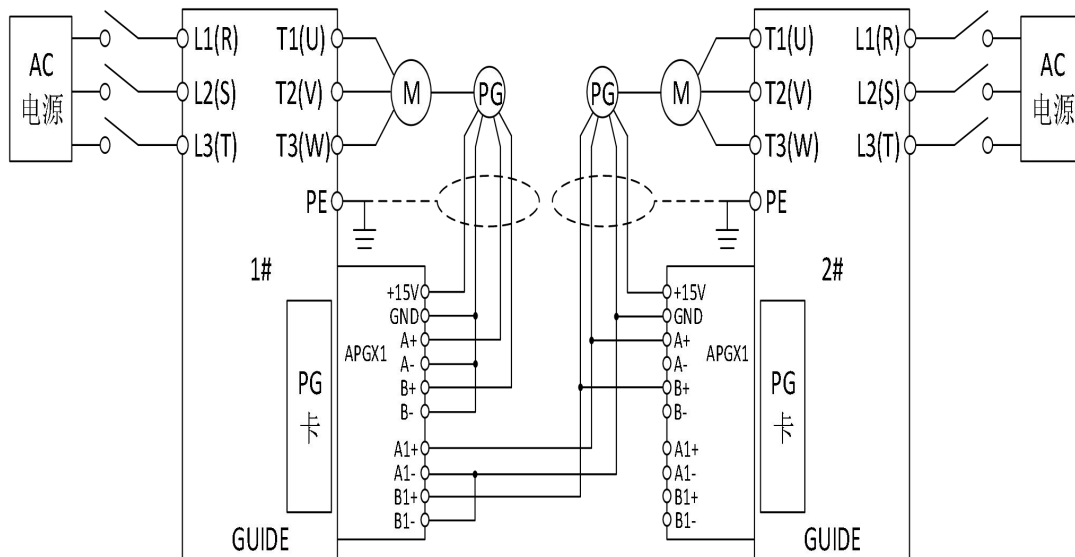 AC
电源
L1(R)
L2(S)
L3(T)
T1(U)
T2(V)
T3(W)
PE
M
PG
1#
PG
卡
APGX1
+15V
GND
A+
A-
B+
B-
A1+
A1-
B1+
B1-
GUIDE
PG
M
T1(U)
T2(V)
T3(W)
PE
L1(R)
L2(S)
L3(T)
AC
电源
2#
+15V
GND
A+
A-
B+
B-
A1+
A1-
B1+
B1-
APGX1
PG
卡
GUIDE